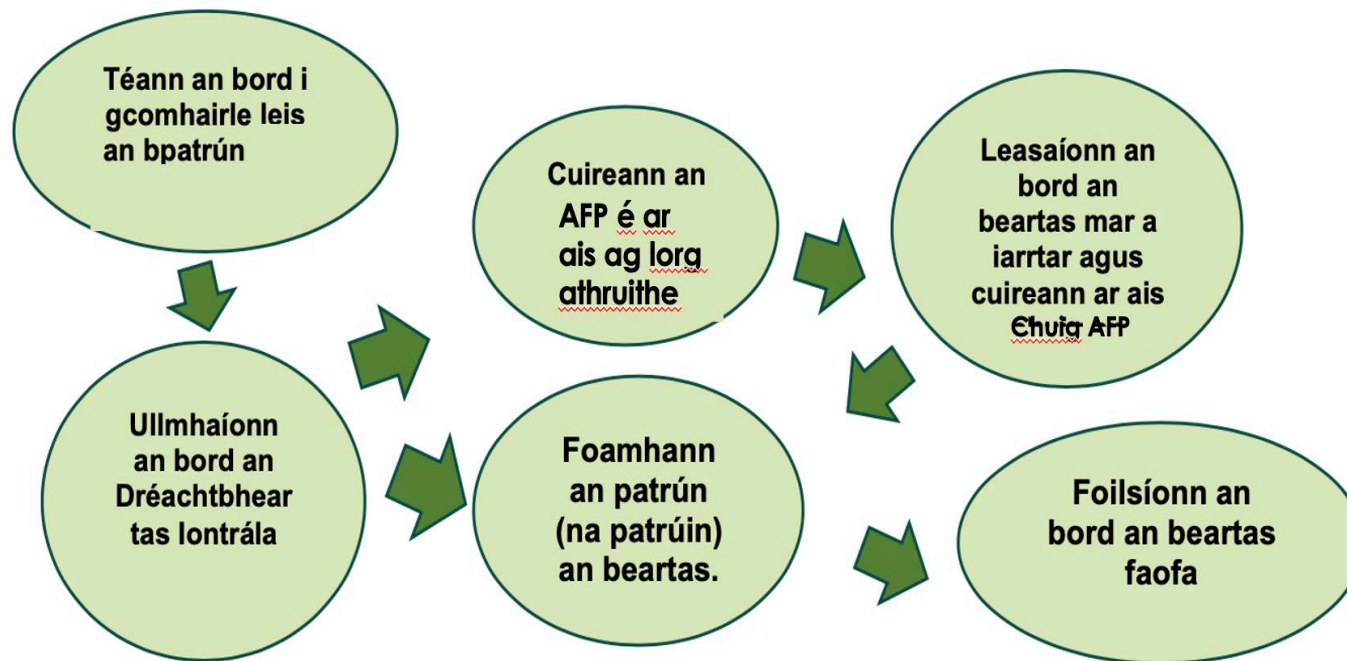 Téann an bord i
gcomhairle leis
an bpatrún
Ullmhaíonn
an bord an
Dréachtbhear
tas Iontrála
Cuireann an
AFP é ar
ais ag lorg
athruithe
Leasaíonn an
bord an
beartas mar a
iarrtar agus
cuireann ar ais
Chuig AFP
Foamhann
an patrún
(na patrúin)
an beartas.
Foilsíonn an
bord an beartas
faofa